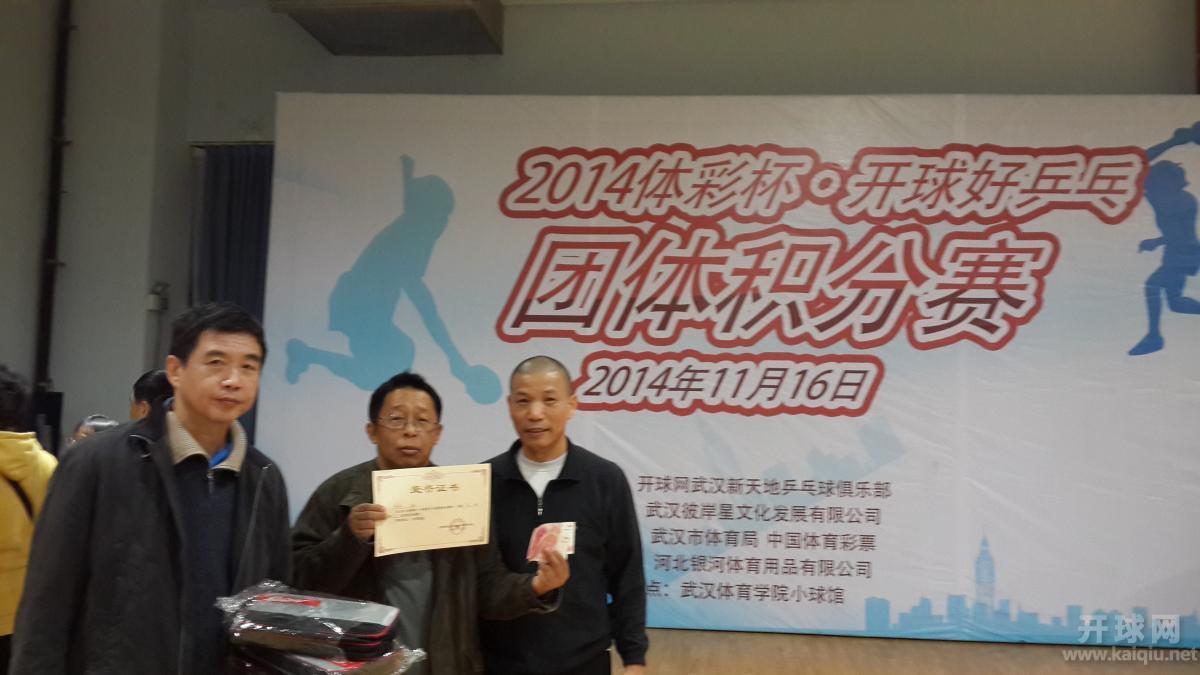 2014体彩杯·开球好乒乓
团体积分赛
2014年11月16日
开球网武汉新天地乒乓球俱乐部
武汉彼岸星文化发展有限公司
武汉市体育局 中国体育彩票
河北银河体育用品有限公司
点：武汉体育学院小球馆
荣誉证书
开球网
www.kaiqiu.net